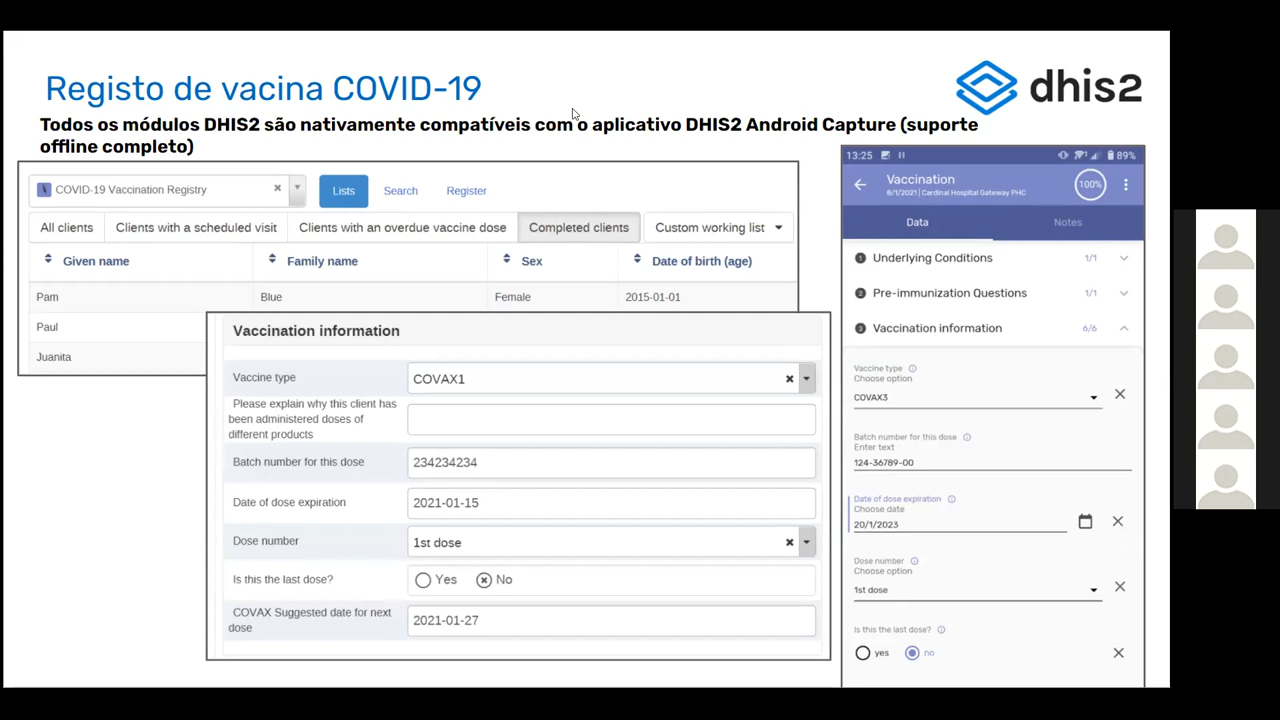 Registo de vacina COVID-19
dhis2
Todos os módulos DHIS2 são nativamente compatíveis com o aplicativo DHIS2 Android Capture (suporte
offline completo)
COVID-19 Vaccination Registry
Lists
Search
Register
All clients
Clients with a scheduled visit
Clients with an overdue vaccine dose
Completed clients
Custom working list
Given name
Family name
Sex
Date of birth (age)
Pam
Blue
Female
2015-01-01
Paul
Juanita
Vaccination information
Vaccine type
COVAX1
Please explain why this client has
been administered doses of
different products
Batch number for this dose
234234234
Date of dose expiration
2021-01-15
Dose number
1st dose
Is this the last dose?
Yes
No
COVAX Suggested date for next
dose
2021-01-27
13:25
89%
Vaccination
8/1/2021 | Cardinal Hospital Gateway PHC
100%
Data
Notes
1 Underlying Conditions 1/1
2 Pre-immunization Questions 1/1
3 Vaccination information 6/6
Vaccine type
Choose option
COVAX3
Batch number for this dose
Enter text
124-36789-00
Date of dose expiration
Choose date
20/1/2023
Dose number
Choose option
1st dose
Is this the last dose?
yes
no